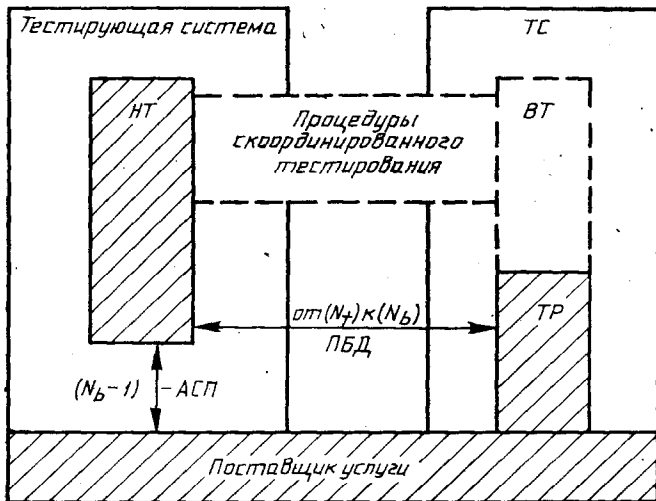 Тестирующая система
ТС
НТ
ВТ
Процедуры
скоординированного
тестирования
от (N_t) к (N_b)
ПБД
ТР
(N_b-1) - АСП
Поставщик услуги